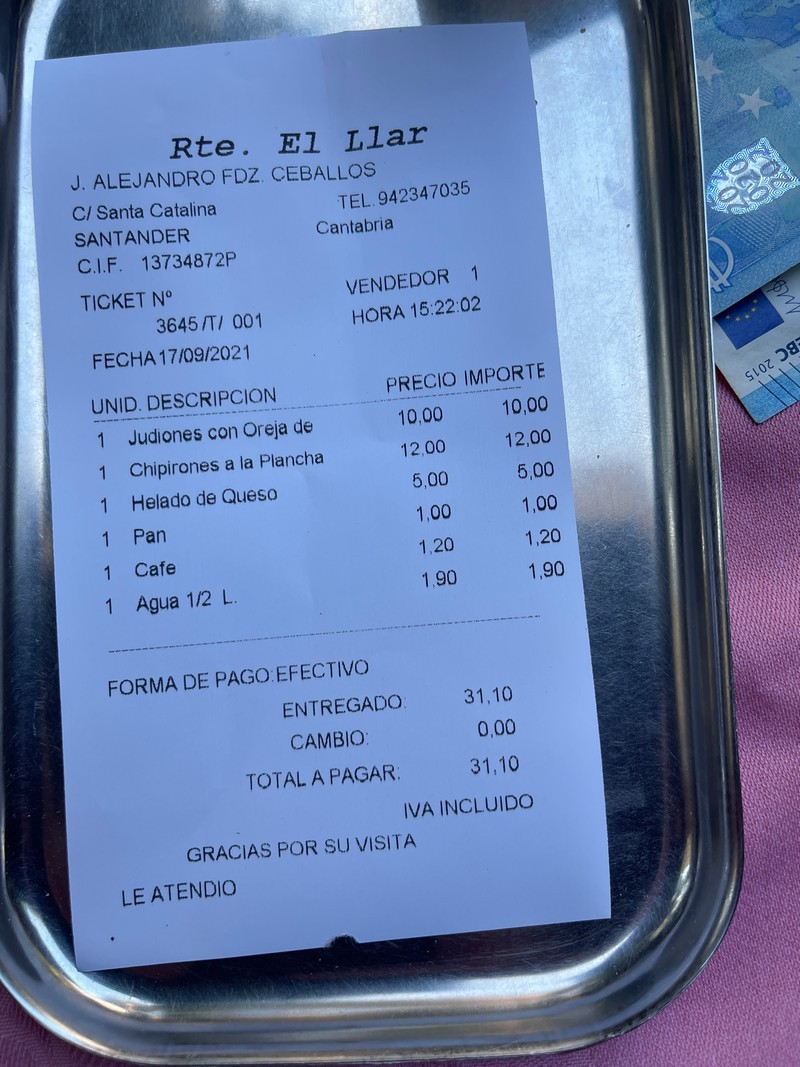 Rte. El Llar
J. ALEJANDRO FDZ. CEBALLOS
C/ Santa Catalina TEL.942347035
SANTANDER Cantabria
C.I.F. 13734872P
TICKET Nº VENDEDOR 1
3645 /T/ 001 HORA 15:22:02
FECHA 17/09/2021
UNID. DESCRIPCION PRECIO IMPORTE
1 Judiones con Oreja de 10,00 10,00
1 Chipirones a la Plancha 12,00 12,00
1 Helado de Queso 5,00 5,00
1 Pan 1,00 1,00
1 Cafe 1,20 1,20
1 Agua 1/2 L. 1,90 1,90
FORMA DE PAGO:EFECTIVO
ENTREGADO: 31,10
CAMBIO: 0,00
TOTAL A PAGAR: 31,10
IVA INCLUIDO
GRACIAS POR SU VISITA
LE ATENDIO
2015